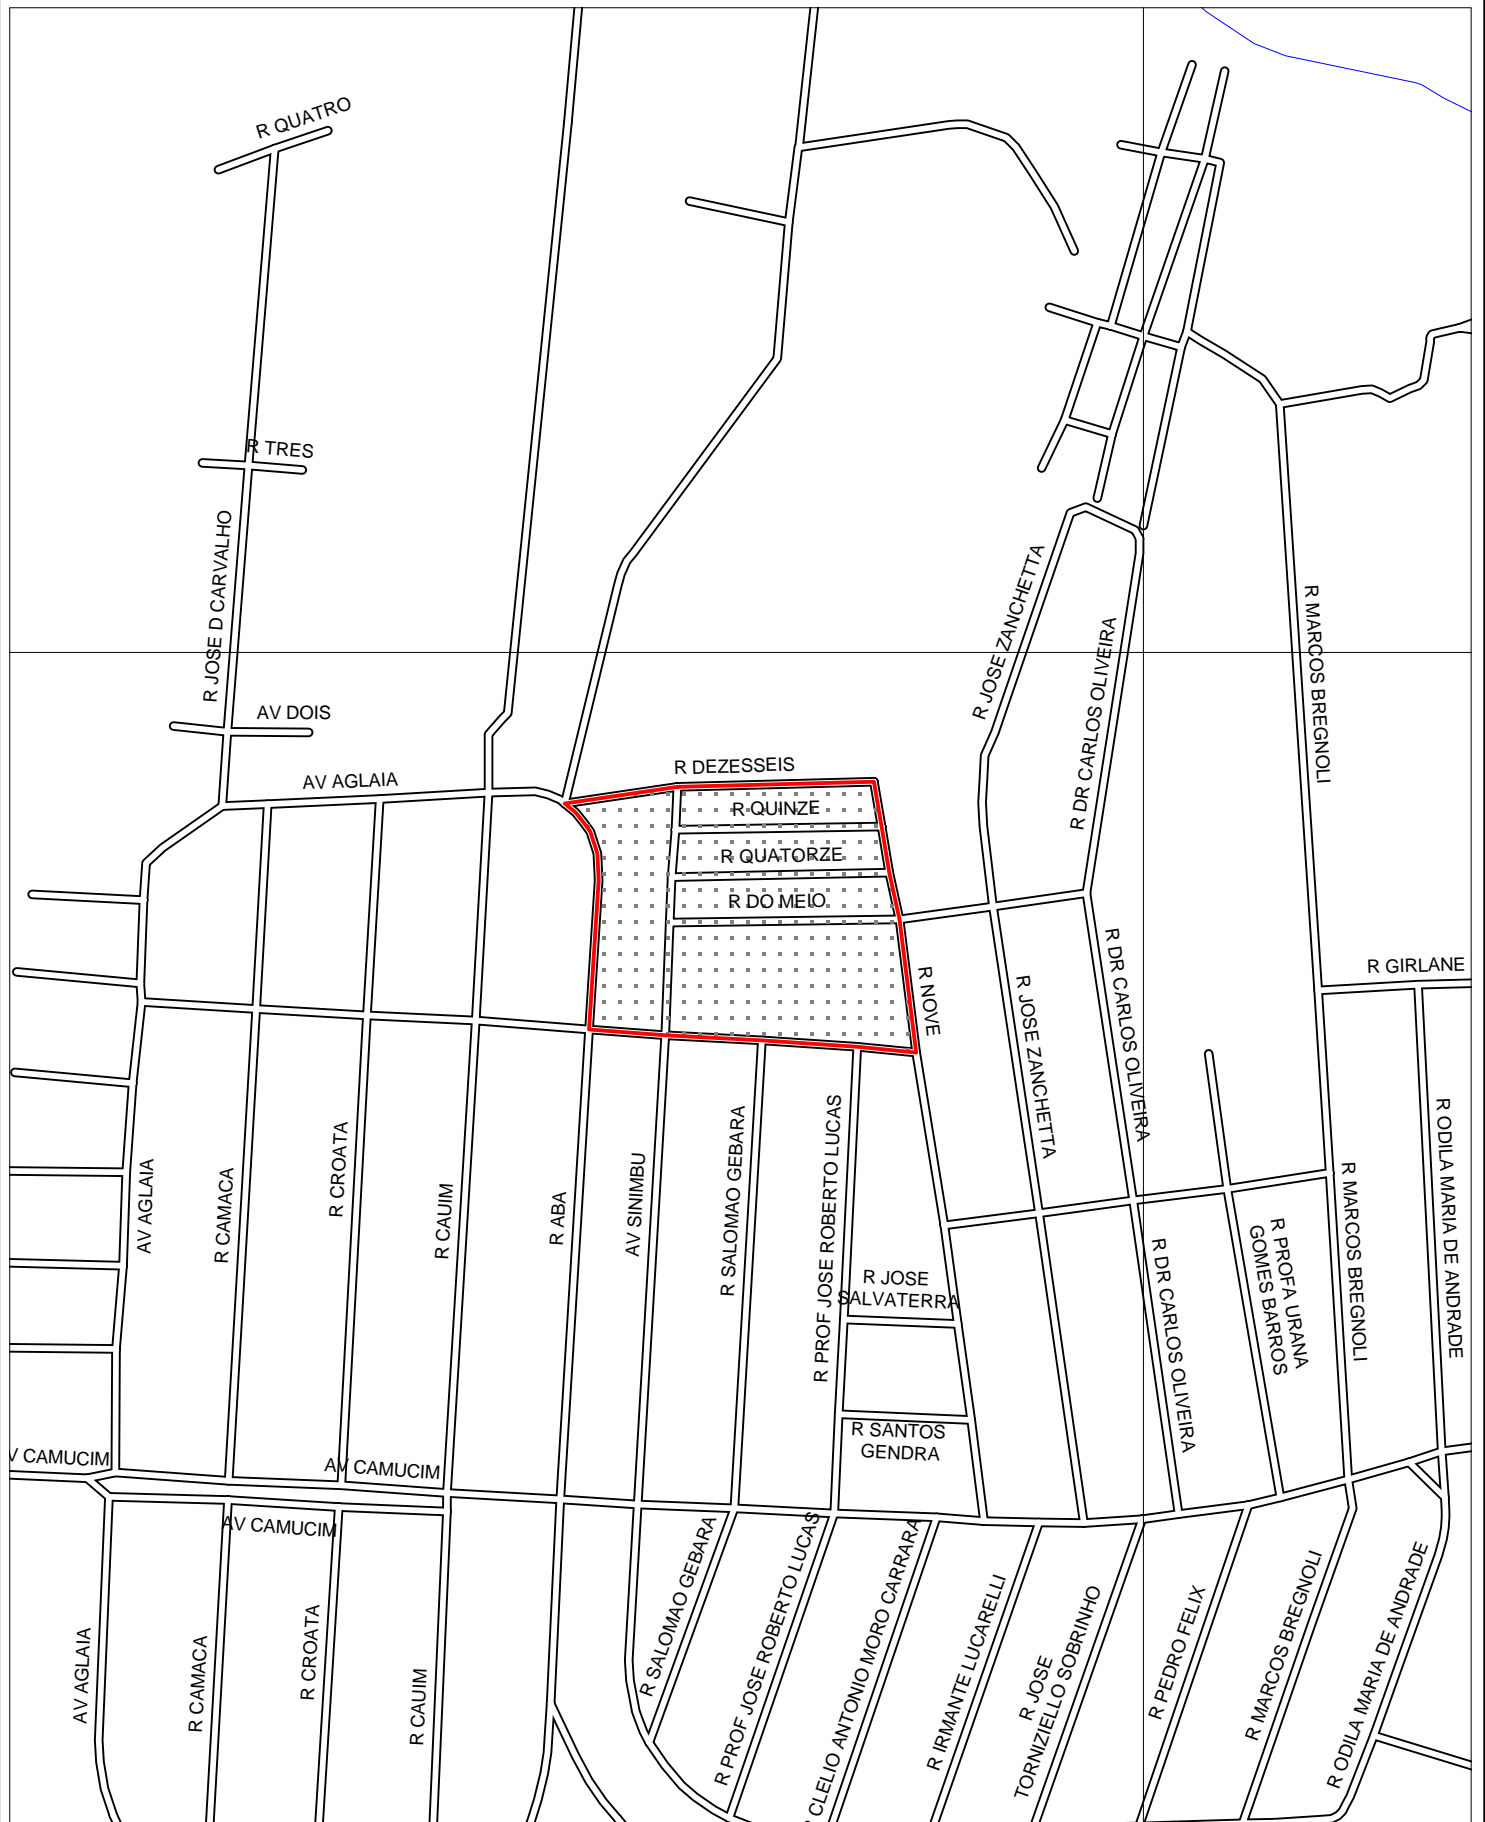 R QUATRO
R TRES
R JOSE D CARVALHO
R JOSE ZANCHETTA
R DR CARLOS OLIVEIRA
R MARCOS BREGNOLI
AV DOIS
AV AGLAIA
R DEZESSEIS
R QUINZE
R QUATORZE
R DO MEIO
R NOVE
R JOSE ZANCHETTA
R DR CARLOS OLIVEIRA
R GIRLANE
AV AGLAIA
R CAMACA
R CROATA
R CAUIM
R ABA
AV SINIMBU
R SALOMAO GEBARA
R PROF JOSE ROBERTO LUCAS
R JOSE
SALVATERRA
R DR CARLOS OLIVEIRA
R PROFA URANA
GOMES BARROS
R MARCOS BREGNOLI
R ODILA MARIA DE ANDRADE
R SANTOS
GENDRA
V CAMUCIM
AV CAMUCIM
AV CAMUCIM
AV AGLAIA
R CAMACA
R CROATA
R CAUIM
R SALOMAO GEBARA
R PROF JOSE ROBERTO LUCAS
CLELIO ANTONIO MORO CARRARA
R IRMANTE LUCARELLI
R JOSE
TORNIZIELLO SOBRINHO
R PEDRO FELIX
R MARCOS BREGNOLI
R ODILA MARIA DE ANDRADE